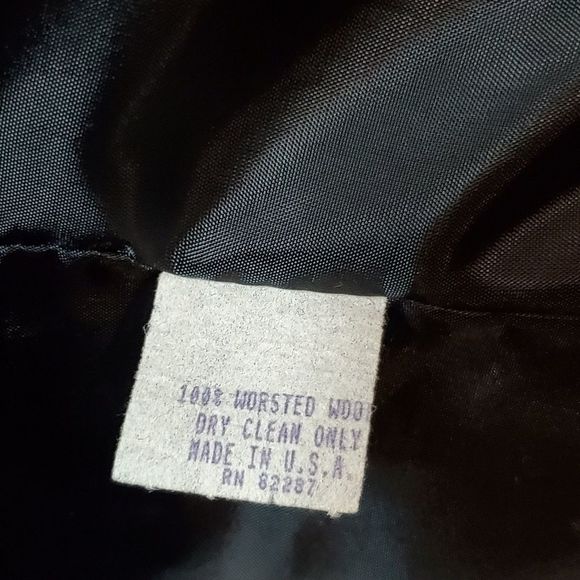 100% WORSTED WOO
DRY CLEAN ONLY
MADE IN U.S.A.
RN 82287